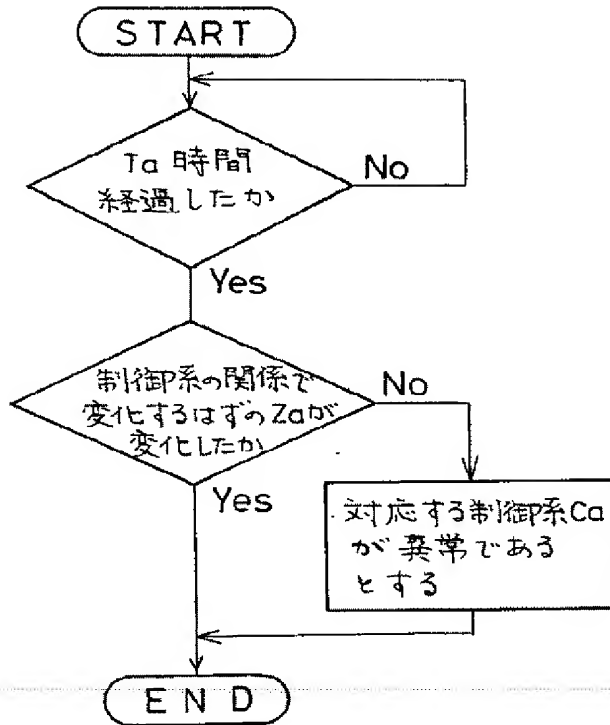 START
Ta 時間
経過したか
No
Yes
制御系の関係で
変化するはずのZaが
変化したか
No
Yes
対応する制御系Ca
が異常である
とする
END